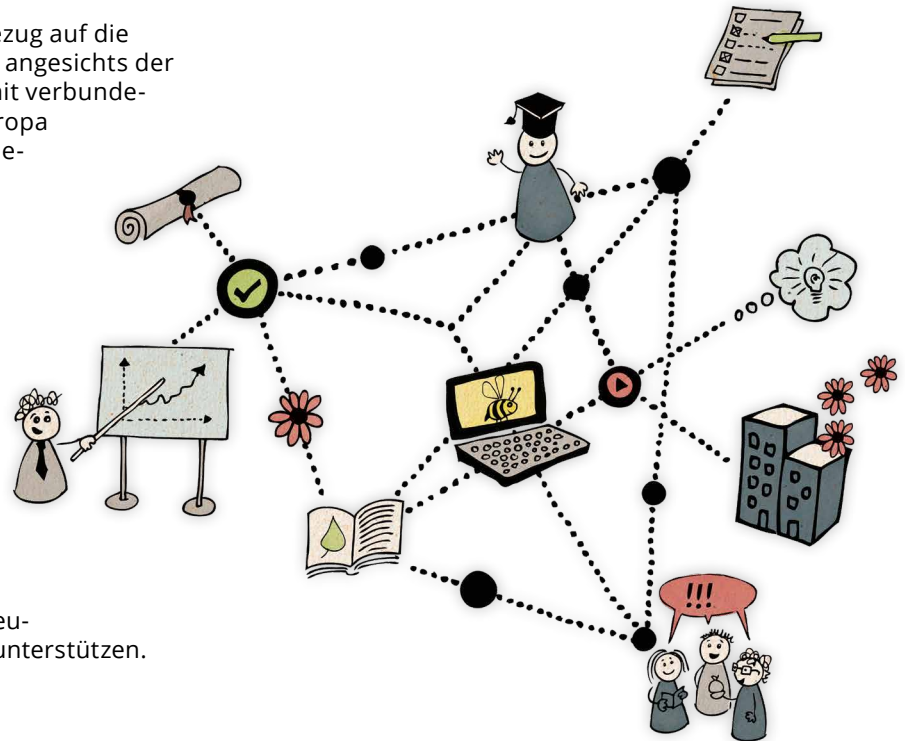 ezug auf die
angesichts der
nit verbunde-
ropa
e-
eu-
unterstützen.
!!!